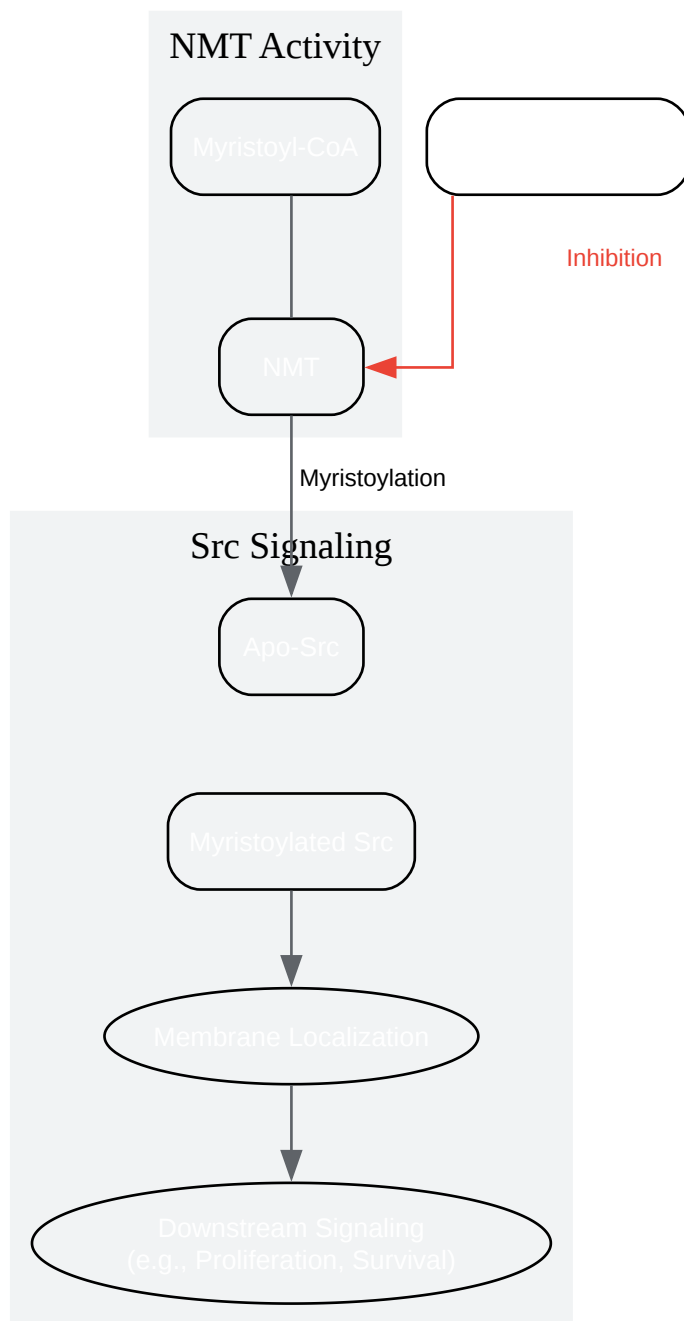 NMT Activity
Myristoyl-CoA
Inhibition
NMT
Myristoylation
Src Signaling
Apo-Src
Myristoylated Src
Membrane Localization
Downstream Signaling
(e.g., Proliferation, Survival)